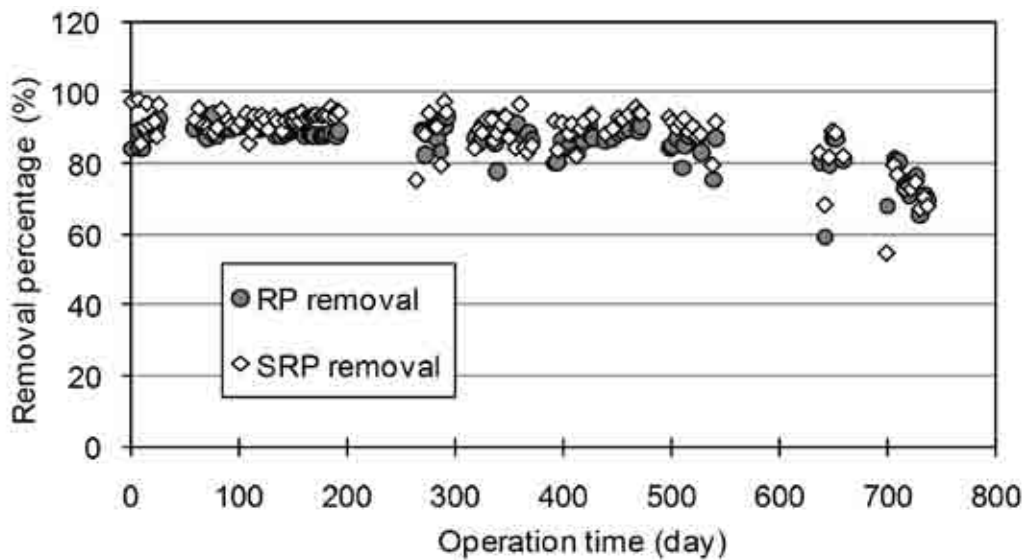 Removal percentage (%)
120
100
80
60
40
20
0
RP removal
SRP removal
0 100 200 300 400 500 600 700 800
Operation time (day)